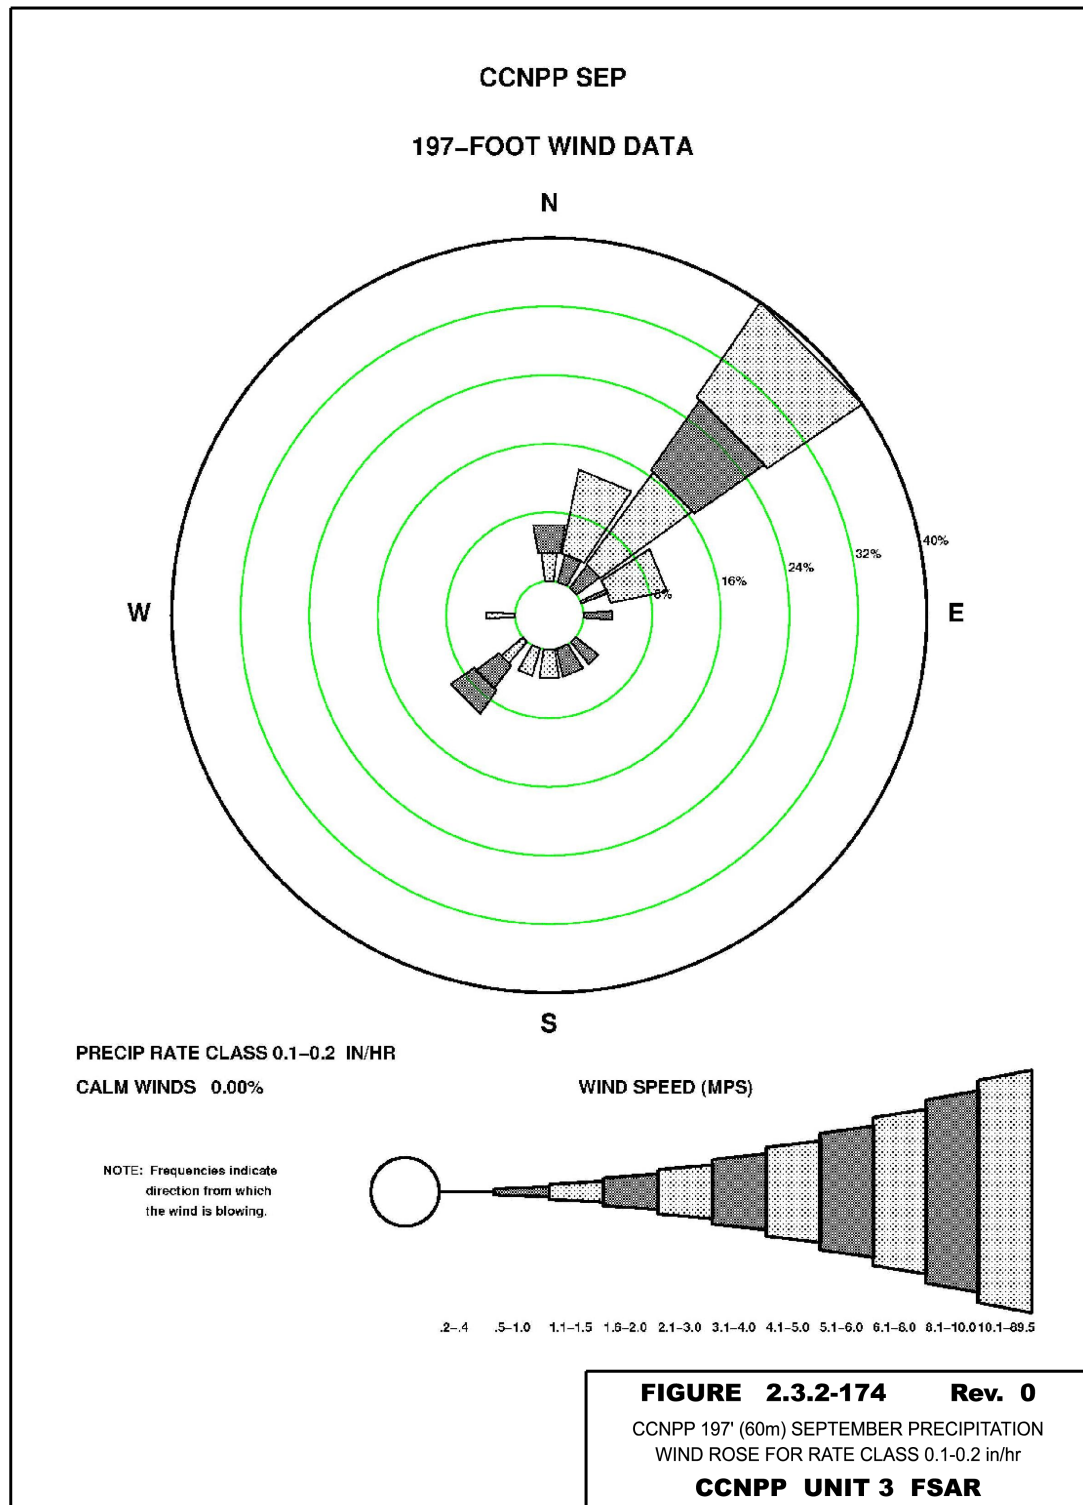 CCNPP SEP
197–FOOT WIND DATA
N
40%
32%
24%
16%
8%
W
E
S
PRECIP RATE CLASS 0.1–0.2 IN/HR
CALM WINDS 0.00%
WIND SPEED (MPS)
NOTE: Frequencies indicate
direction from which
the wind is blowing.
.2–.4 .5–1.0 1.1–1.5 1.6–2.0 2.1–3.0 3.1–4.0 4.1–5.0 5.1–6.0 6.1–8.0 8.1–10.0 10.1–89.5
FIGURE 2.3.2-174 Rev. 0
CCNPP 197' (60m) SEPTEMBER PRECIPITATION
WIND ROSE FOR RATE CLASS 0.1-0.2 in/hr
CCNPP UNIT 3 FSAR